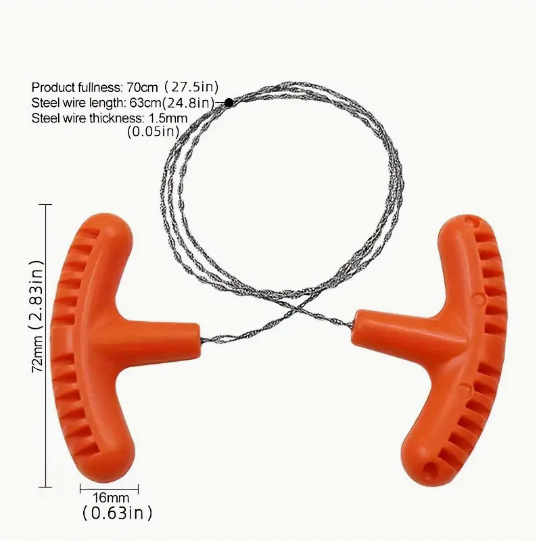 Product fullness: 70cm (27.5in)
Steel wire length: 63cm(24.8in)
Steel wire thickness: 1.5mm
(0.05in)
72mm (2.83in)
16mm
(0.63in)